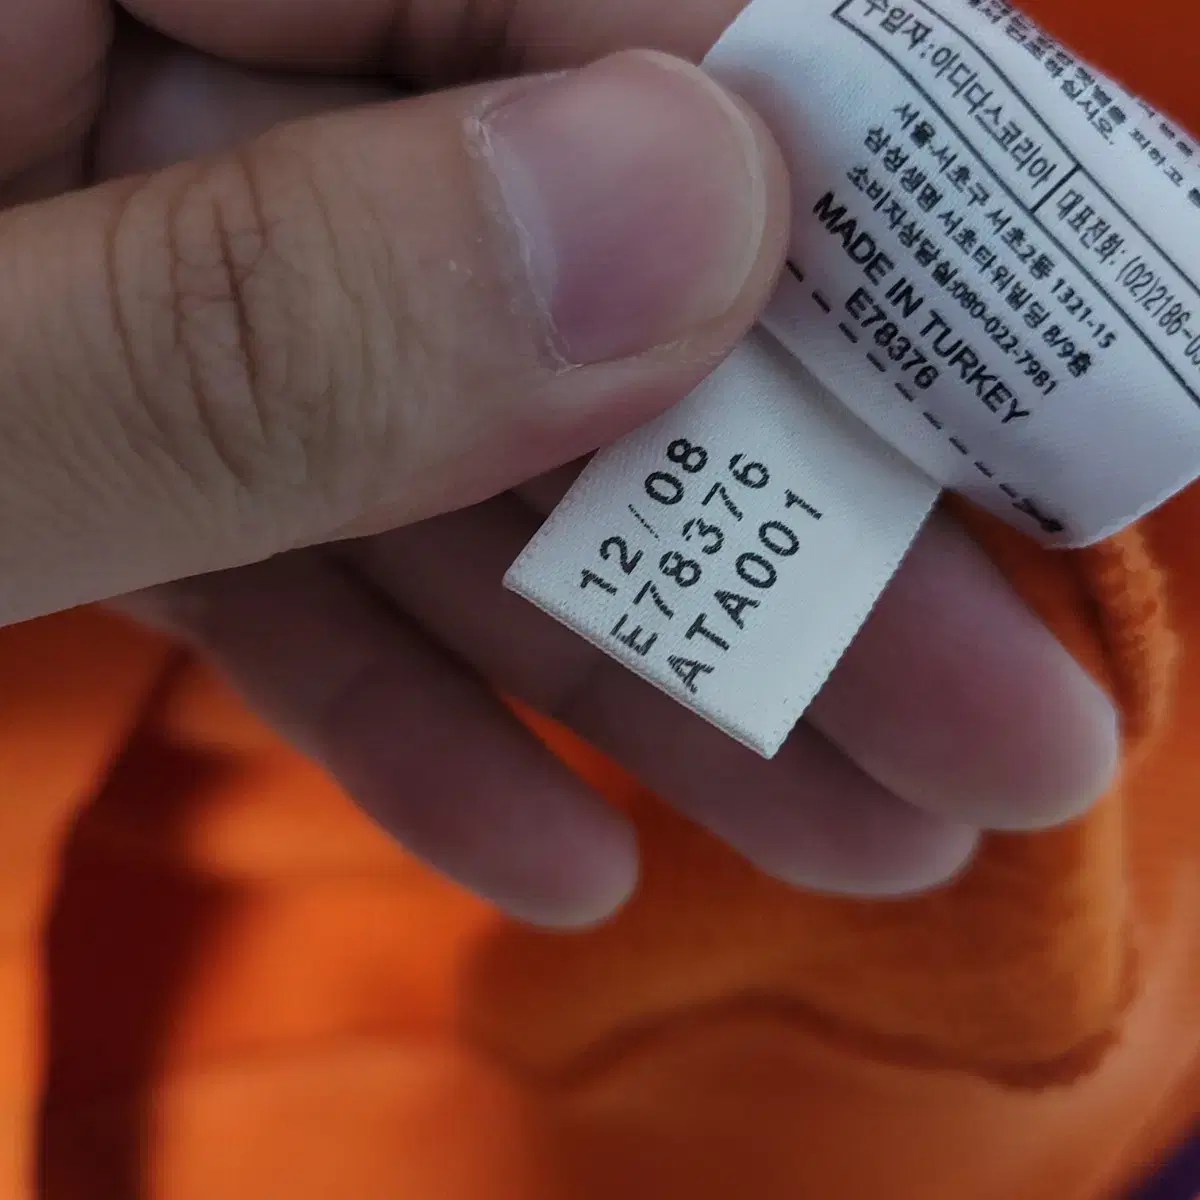 수입자:아디다스코리아 대표전화: (02)2186-0
서울 서초구 서초2동 1321-15
삼성생명 서초타워빌딩 8/9층
소비자상담실:080-022-7981
MADE IN TURKEY
E78376
12/08
E78376
ATA001